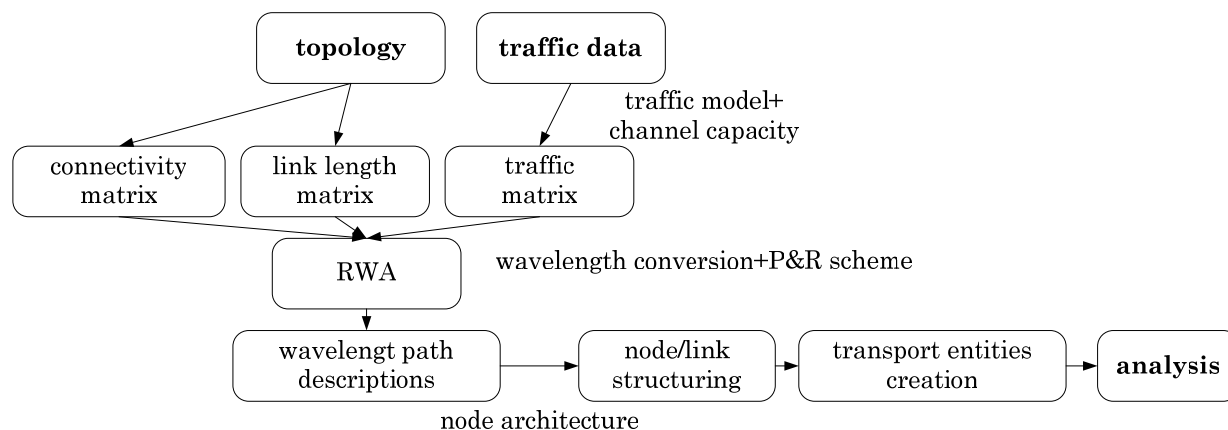 topology
traffic data
traffic model+
channel capacity
connectivity
matrix
link length
matrix
traffic
matrix
RWA
wavelength conversion+P&R scheme
wavelengt path
descriptions
node/link
structuring
transport entities
creation
analysis
node architecture